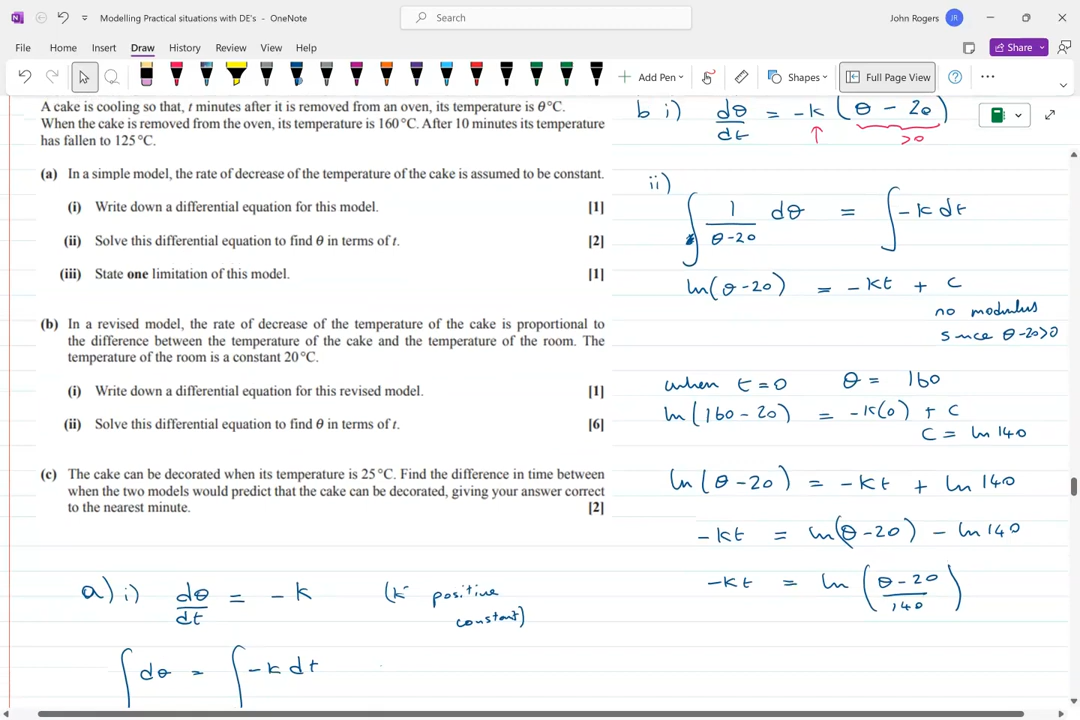 Modelling Practical situations with DE's - OneNote
Search
John Rogers
JR
File Home Insert Draw History Review View Help
Share
Add Pen
Shapes
Full Page View
A cake is cooling so that, t minutes after it is removed from an oven, its temperature is θ°C.
When the cake is removed from the oven, its temperature is 160°C. After 10 minutes its temperature
has fallen to 125°C.
(a) In a simple model, the rate of decrease of the temperature of the cake is assumed to be constant.
(i) Write down a differential equation for this model. [1]
(ii) Solve this differential equation to find θ in terms of t. [2]
(iii) State one limitation of this model. [1]
(b) In a revised model, the rate of decrease of the temperature of the cake is proportional to
the difference between the temperature of the cake and the temperature of the room. The
temperature of the room is a constant 20°C.
(i) Write down a differential equation for this revised model. [1]
(ii) Solve this differential equation to find θ in terms of t. [6]
(c) The cake can be decorated when its temperature is 25°C. Find the difference in time between
when the two models would predict that the cake can be decorated, giving your answer correct
to the nearest minute. [2]
a) i) dθ/dt = -k (k positive
constant)
∫ dθ = ∫ -k dt
b i) dθ/dt = -k (θ - 20)
↑ >0
ii)
∫ 1/(θ-20) dθ = ∫ -k dt
ln(θ-20) = -kt + c
no modulus
since θ-20>0
when t=0 θ = 160
ln(160-20) = -k(0) + c
c = ln 140
ln(θ-20) = -kt + ln 140
-kt = ln(θ-20) - ln 140
-kt = ln((θ-20)/140)